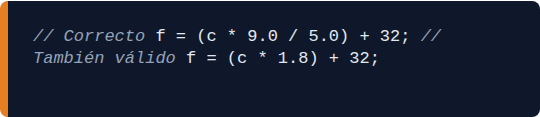 // Correcto f = (c * 9.0 / 5.0) + 32; //
También válido f = (c * 1.8) + 32;